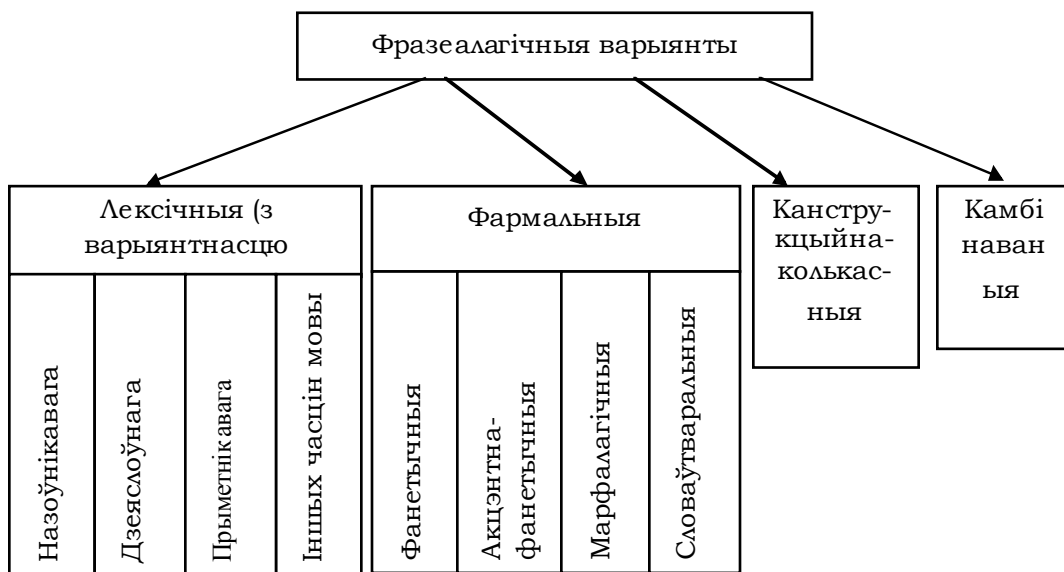 Фразеалагічныя варыянты
Лексічныя (з
варыянтнасцю
Назоўнікавага
Дзеяслоўнага
Прыметнікавага
Іншых часцін мовы
Фармальныя
Фанетычныя
Акцэнтна-
фанетычныя
Марфалагічныя
Словаўтваральныя
Канстру-
кцыйна-
колькас-
ныя
Камбі
наван
ыя